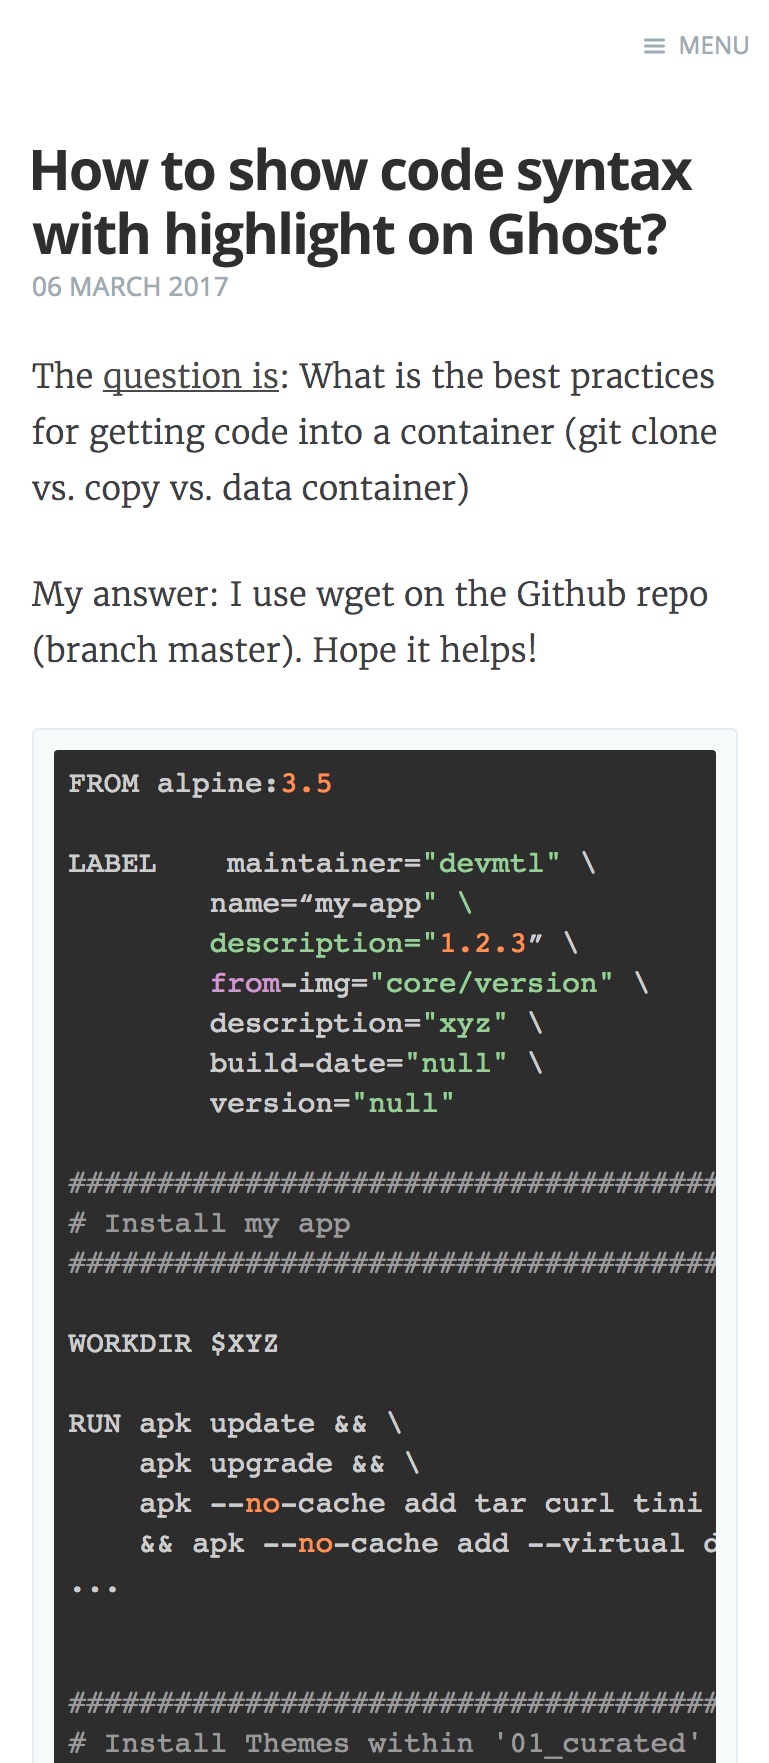 MENU
How to show code syntax
with highlight on Ghost?
06 MARCH 2017
The question is: What is the best practices
for getting code into a container (git clone
vs. copy vs. data container)
My answer: I use wget on the Github repo
(branch master). Hope it helps!
FROM alpine:3.5
LABEL    maintainer="devmtl" \
        name=“my-app" \
        description="1.2.3” \
        from-img="core/version" \
        description="xyz" \
        build-date="null" \
        version="null"
#####################################
# Install my app
#####################################
WORKDIR $XYZ
RUN apk update && \
    apk upgrade && \
    apk --no-cache add tar curl tini
    && apk --no-cache add --virtual d
...
#####################################
# Install Themes within '01_curated'